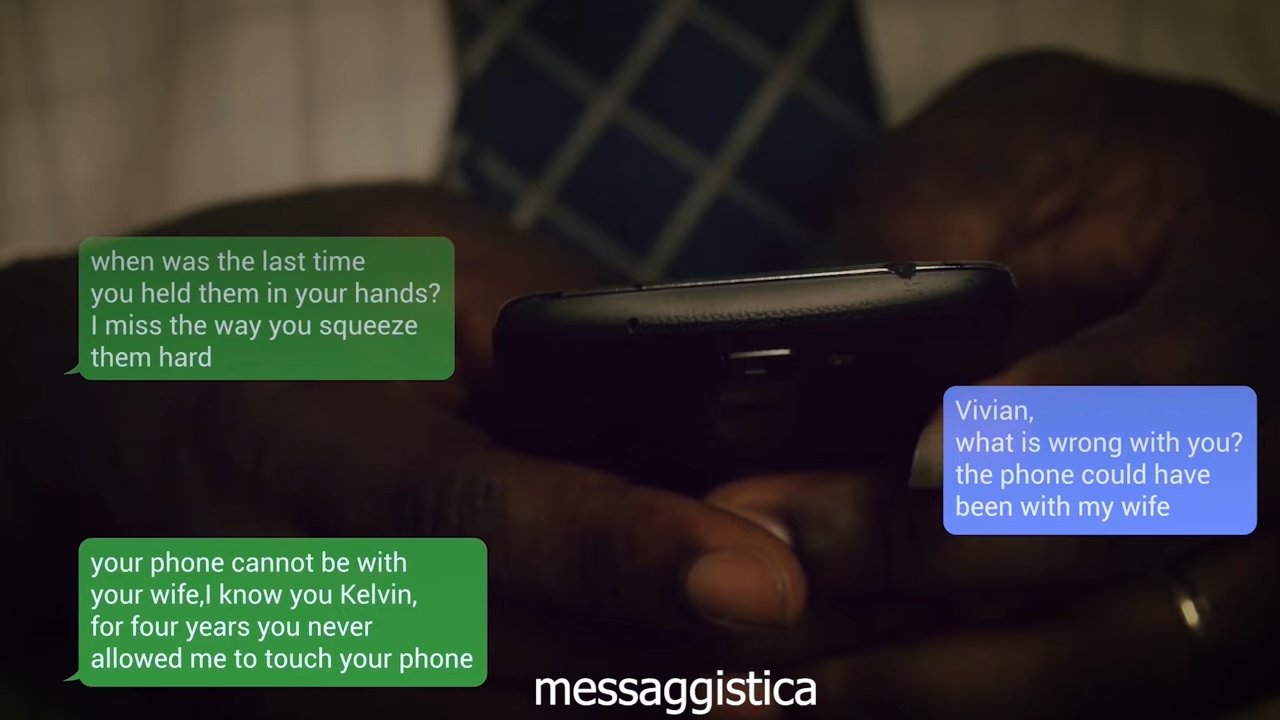 when was the last time
you held them in your hands?
I miss the way you squeeze
them hard
Vivian,
what is wrong with you?
the phone could have
been with my wife
your phone cannot be with
your wife,I know you Kelvin,
for four years you never
allowed me to touch your phone
messaggistica